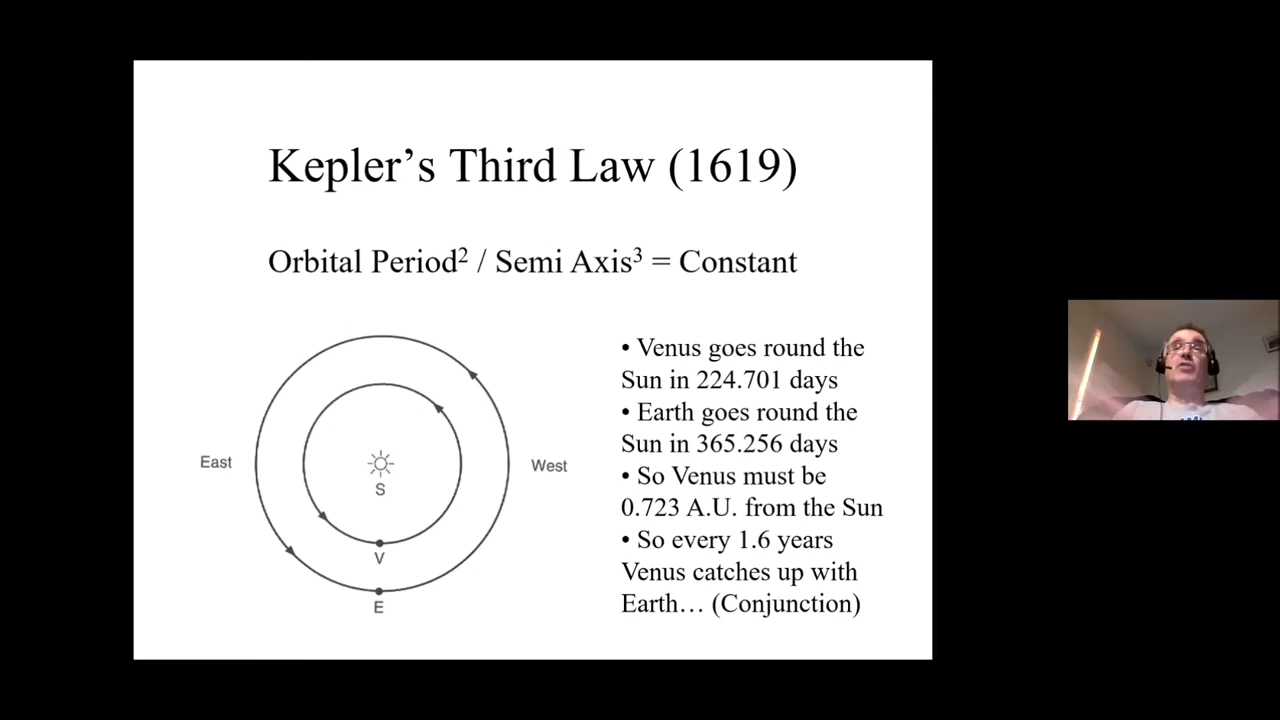 Kepler’s Third Law (1619)
Orbital Period² / Semi Axis³ = Constant
East
West
S
V
E
• Venus goes round the
Sun in 224.701 days
• Earth goes round the
Sun in 365.256 days
• So Venus must be
0.723 A.U. from the Sun
• So every 1.6 years
Venus catches up with
Earth… (Conjunction)